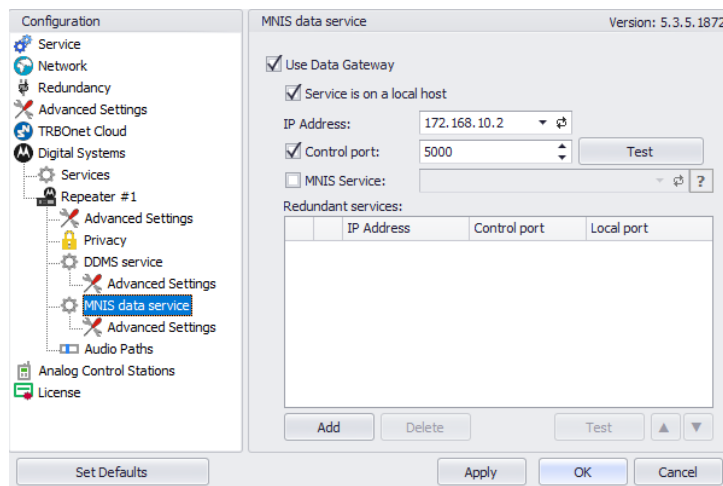 Configuration
Service
Network
Redundancy
Advanced Settings
TRBOnet Cloud
Digital Systems
Services
Repeater #1
Advanced Settings
Privacy
DDMS service
Advanced Settings
MNIS data service
Advanced Settings
Audio Paths
Analog Control Stations
License
MNIS data service Version: 5.3.5.1872
Use Data Gateway
Service is on a local host
IP Address: 172.168.10.2
Control port: 5000 Test
MNIS Service: ?
Redundant services:
IP Address Control port Local port
Add Delete Test
Set Defaults Apply OK Cancel